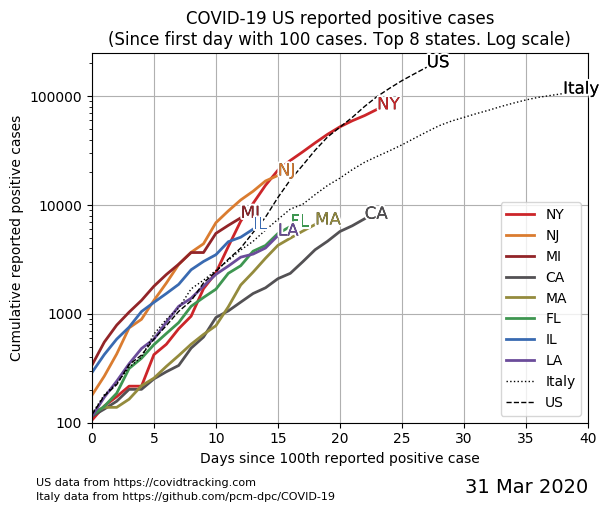 COVID-19 US reported positive cases
(Since first day with 100 cases. Top 8 states. Log scale)
Cumulative reported positive cases
100000
10000
1000
100
US
Italy
NY
NJ
MI
IL
FL
LA
MA
CA
NY
NJ
MI
CA
MA
FL
IL
LA
Italy
US
0 5 10 15 20 25 30 35 40
Days since 100th reported positive case
US data from https://covidtracking.com
Italy data from https://github.com/pcm-dpc/COVID-19
31 Mar 2020